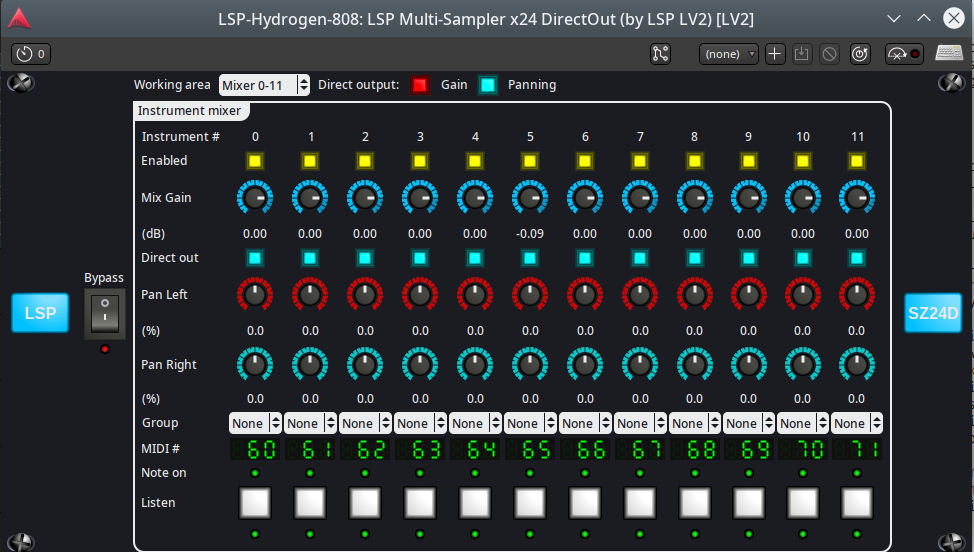 LSP-Hydrogen-808: LSP Multi-Sampler x24 DirectOut (by LSP LV2) [LV2]
0 (none)
Working area Mixer 0-11 Direct output: Gain Panning
Instrument mixer
Instrument # 0 1 2 3 4 5 6 7 8 9 10 11
Enabled
Mix Gain
(dB) 0.00 0.00 0.00 0.00 0.00 -0.09 0.00 0.00 0.00 0.00 0.00 0.00
Direct out
Bypass
Pan Left
LSP
SZ24D
(%) 0.0 0.0 0.0 0.0 0.0 0.0 0.0 0.0 0.0 0.0 0.0 0.0
Pan Right
(%) 0.0 0.0 0.0 0.0 0.0 0.0 0.0 0.0 0.0 0.0 0.0 0.0
Group None None None None None None None None None None None None
MIDI # 60 61 62 63 64 65 66 67 68 69 70 71
Note on
Listen